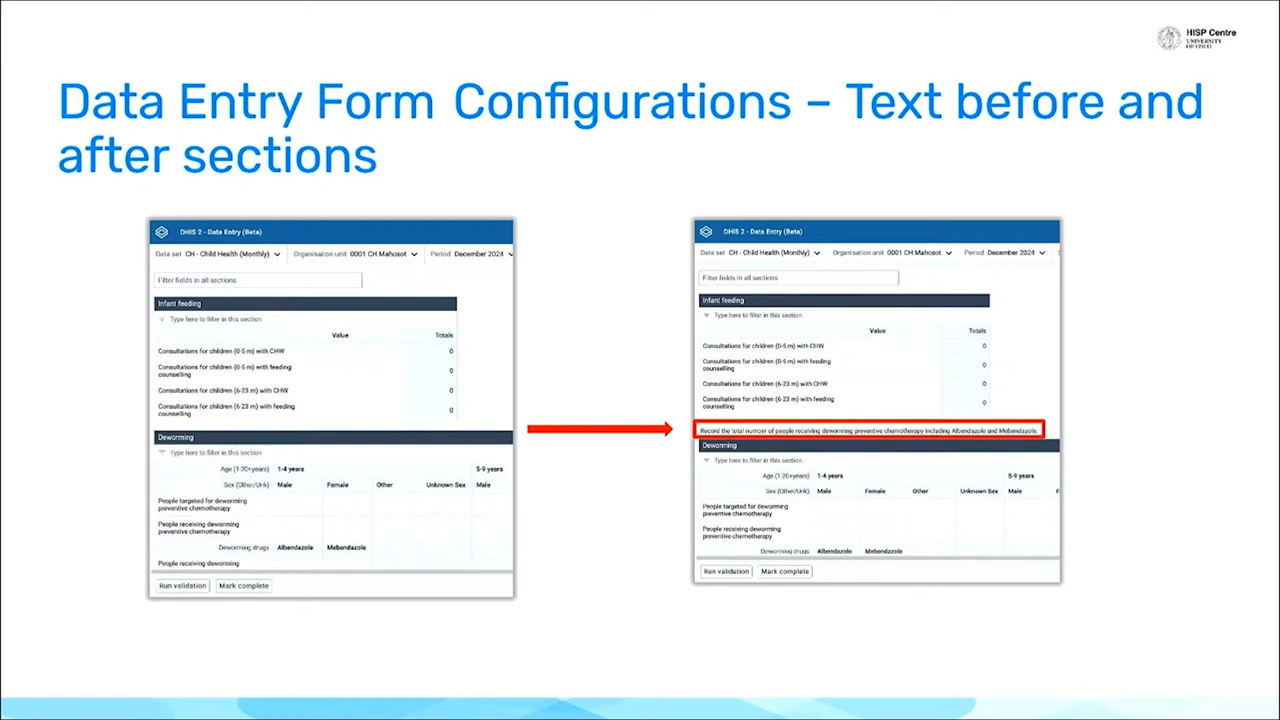 HISP Centre
UNIVERSITY
OF OSLO
Data Entry Form Configurations – Text before and
after sections
DHIS 2 - Data Entry (Beta)
Data set CH - Child Health (Monthly) Organisation unit 0001 CH Mahosot Period December 2024
Filter fields in all sections
Infant feeding
Type here to filter in this section
Value Totals
Consultations for children (0-5 m) with CHW 0
Consultations for children (0-5 m) with feeding
counselling 0
Consultations for children (6-23 m) with CHW 0
Consultations for children (6-23 m) with feeding
counselling 0
Deworming
Type here to filter in this section
Age (1-20+years) 1-4 years 5-9 years
Sex (Other/Unk) Male Female Other Unknown Sex Male
People targeted for deworming
preventive chemotherapy
People receiving deworming
preventive chemotherapy
Deworming drugs Albendazole Mebendazole
People receiving deworming
Run validation Mark complete
DHIS 2 - Data Entry (Beta)
Data set CH - Child Health (Monthly) Organisation unit 0001 CH Mahosot Period December 2024
Filter fields in all sections
Infant feeding
Type here to filter in this section
Value Totals
Consultations for children (0-5 m) with CHW 0
Consultations for children (0-5 m) with feeding
counselling 0
Consultations for children (6-23 m) with CHW 0
Consultations for children (6-23 m) with feeding
counselling 0
Record the total number of people receiving deworming preventive chemotherapy including Albendazole and Mebendazole.
Deworming
Type here to filter in this section
Age (1-20+years) 1-4 years 5-9 years
Sex (Other/Unk) Male Female Other Unknown Sex Male F
People targeted for deworming
preventive chemotherapy
People receiving deworming
preventive chemotherapy
Deworming drugs Albendazole Mebendazole
Run validation Mark complete